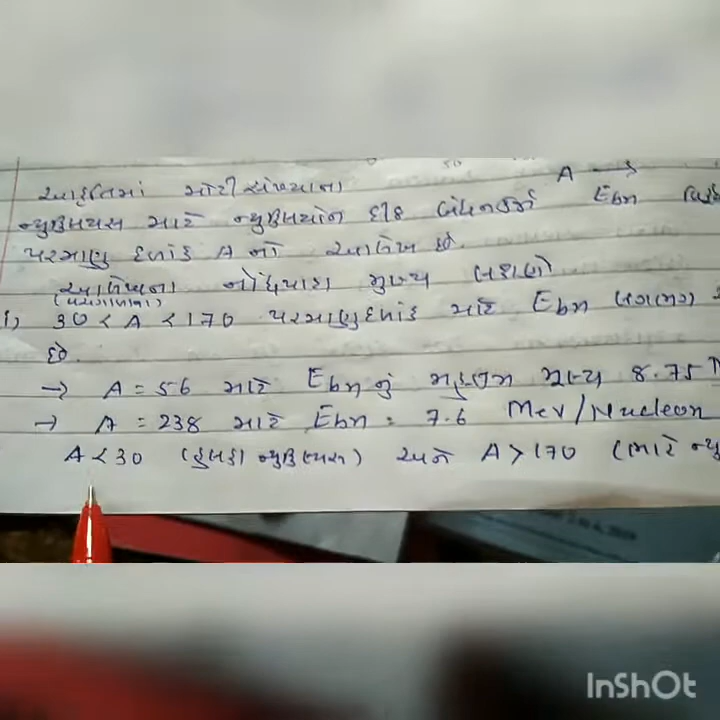 A →
આકૃતિમાં મોટી સંખ્યાના
ન્યુક્લિયસ માટે ન્યુક્લિયોન દીઠ બંધનઊર્જા Ebn
પરમાણુ દળાંક A નો આલેખ છે.
આલેખના નોંધપાત્ર મુખ્ય લક્ષણો
1) 30 < A < 170 પરમાણુદળાંક માટે Ebn લગભગ
છે.
→ A = 56 માટે Ebn નું મહત્તમ મૂલ્ય 8.75
→ A = 238 માટે Ebn = 7.6 Mev/Nucleon
A < 30 (હલકા ન્યુક્લિયસ) અને A > 170 (ભારે
InShOt